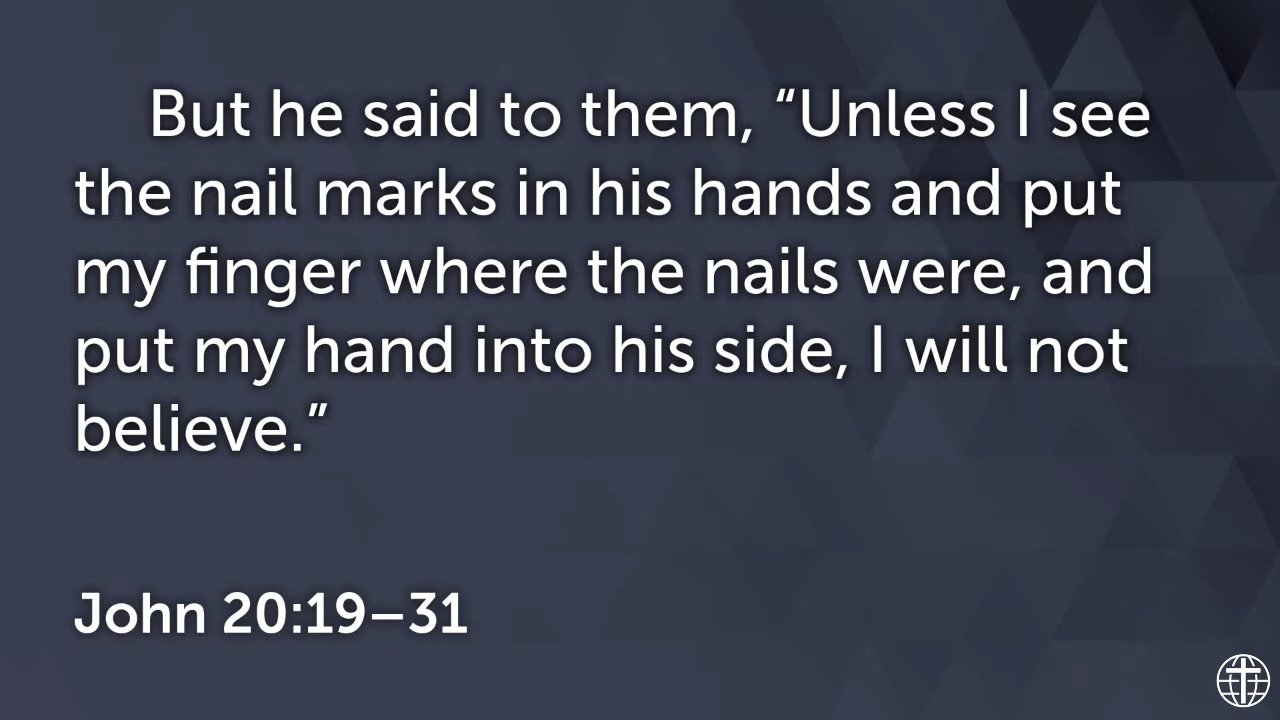 But he said to them, “Unless I see
the nail marks in his hands and put
my finger where the nails were, and
put my hand into his side, I will not
believe.”
John 20:19–31